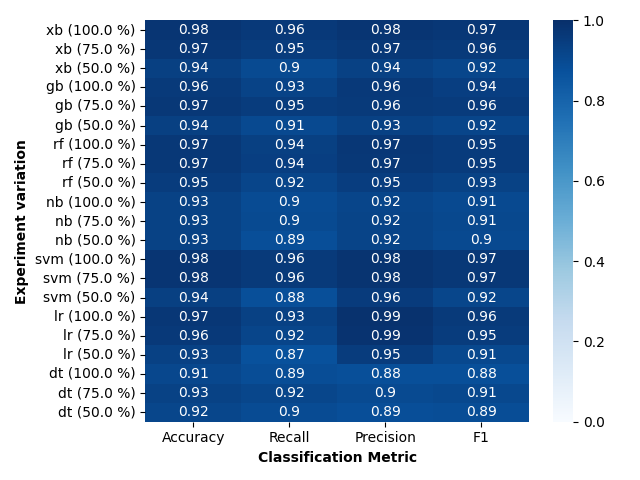 Experiment variation
xb (100.0 %) 0.98 0.96 0.98 0.97
xb (75.0 %) 0.97 0.95 0.97 0.96
xb (50.0 %) 0.94 0.9 0.94 0.92
gb (100.0 %) 0.96 0.93 0.96 0.94
gb (75.0 %) 0.97 0.95 0.96 0.96
gb (50.0 %) 0.94 0.91 0.93 0.92
rf (100.0 %) 0.97 0.94 0.97 0.95
rf (75.0 %) 0.97 0.94 0.97 0.95
rf (50.0 %) 0.95 0.92 0.95 0.93
nb (100.0 %) 0.93 0.9 0.92 0.91
nb (75.0 %) 0.93 0.9 0.92 0.91
nb (50.0 %) 0.93 0.89 0.92 0.9
svm (100.0 %) 0.98 0.96 0.98 0.97
svm (75.0 %) 0.98 0.96 0.98 0.97
svm (50.0 %) 0.94 0.88 0.96 0.92
lr (100.0 %) 0.97 0.93 0.99 0.96
lr (75.0 %) 0.96 0.92 0.99 0.95
lr (50.0 %) 0.93 0.87 0.95 0.91
dt (100.0 %) 0.91 0.89 0.88 0.88
dt (75.0 %) 0.93 0.92 0.9 0.91
dt (50.0 %) 0.92 0.9 0.89 0.89
Accuracy Recall Precision F1
Classification Metric
1.0
0.8
0.6
0.4
0.2
0.0